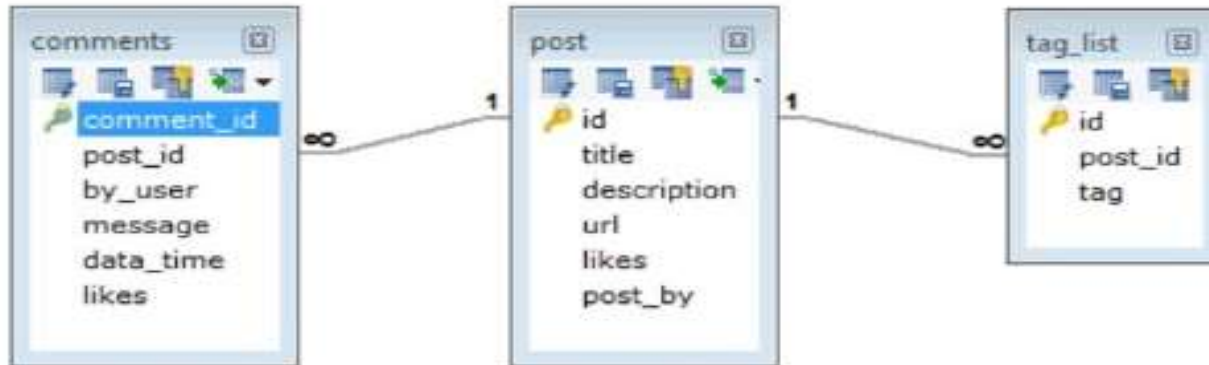 comments
comment_id
post_id
by_user
message
data_time
likes
∞
1
post
id
title
description
url
likes
post_by
1
∞
tag_list
id
post_id
tag